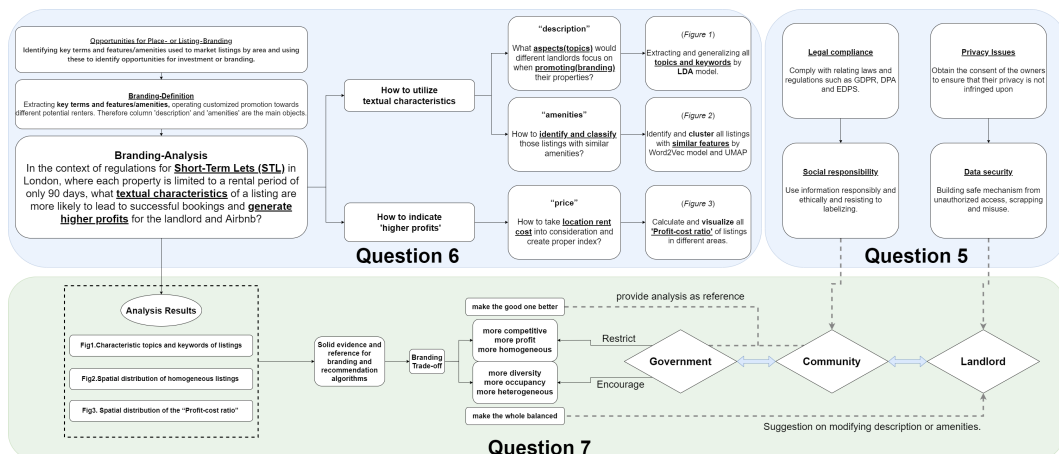 Opportunities for Place- or Listing-Branding
Identifying key terms and features/amenities used to market listings by area and using
these to identify opportunities for investment or branding.
Branding-Definition
Extracting key terms and features/amenities, operating customized promotion towards
different potential renters. Therefore column 'description' and 'amenities' are the main objects.
Branding-Analysis
In the context of regulations for Short-Term Lets (STL) in
London, where each property is limited to a rental period of
only 90 days, what textual characteristics of a listing are
more likely to lead to successful bookings and generate
higher profits for the landlord and Airbnb?
How to utilize
textual characteristics
How to indicate
'higher profits'
“description”
What aspects(topics) would
different landlords focus on
when promoting(branding)
their properties?
(Figure 1)
Extracting and generalizing all
topics and keywords by
LDA model.
“amenities”
How to identify and classify
those listings with similar
amenities?
(Figure 2)
Identify and cluster all listings
with similar features by
Word2Vec model and UMAP
“price”
How to take location rent
cost into consideration and
create proper index?
(Figure 3)
Calculate and visualize all
'Profit-cost ratio' of listings
in different areas.
Question 6
Legal compliance
Comply with relating laws and
regulations such as GDPR, DPA
and EDPS.
Privacy Issues
Obtain the consent of the owners
to ensure that their privacy is not
infringed upon
Social responsibility
Use information responsibly and
ethically and resisting to
labelizing.
Data security
Building safe mechanism from
unauthorized access, scrapping
and misuse.
Question 5
Analysis Results
Fig1.Characteristic topics and keywords of listings
Fig2.Spatial distribution of homogeneous listings
Fig3. Spatial distribution of the “Profit-cost ratio”
Solid evidence and
reference for
branding and
recommendation
algorithms
Branding
Trade-off
make the good one better
more competitive
more profit
more homogeneous
more diversity
more occupancy
more heterogeneous
make the whole balanced
provide analysis as reference
Restrict
Encourage
Government
Community
Landlord
Suggestion on modifying description or amenities.
Question 7